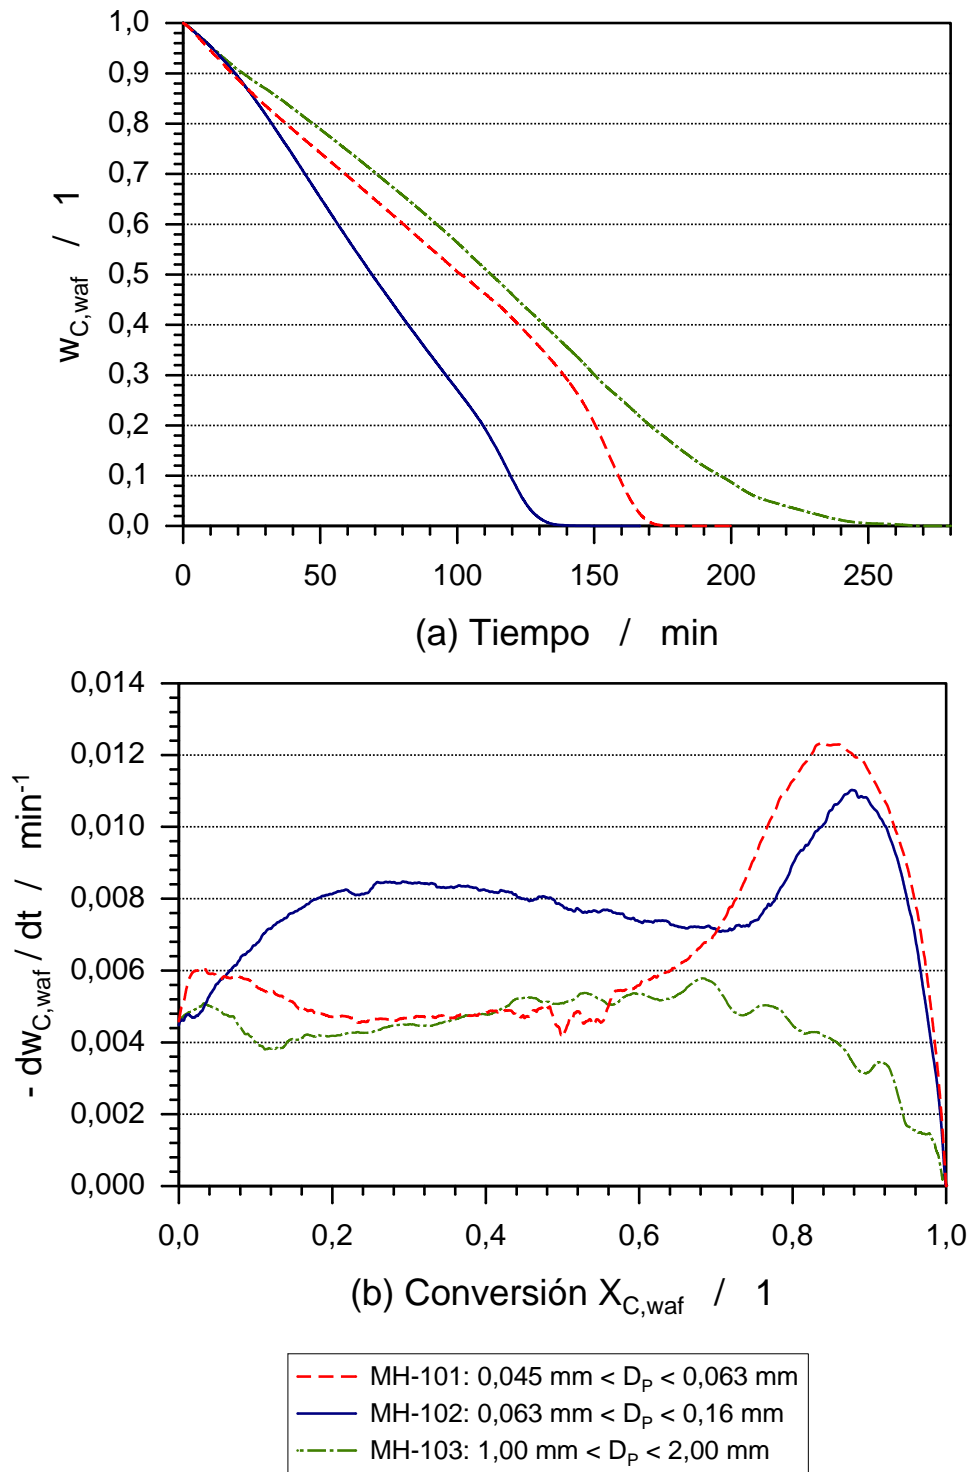 1,0
0,9
0,8
0,7
0,6
0,5
0,4
0,3
0,2
0,1
0,0
w_C,waf / 1
0 50 100 150 200 250
(a) Tiempo / min
0,014
0,012
0,010
0,008
0,006
0,004
0,002
0,000
- dw_C,waf / dt / min⁻¹
0,0 0,2 0,4 0,6 0,8 1,0
(b) Conversión X_C,waf / 1
MH-101: 0,045 mm < D_P < 0,063 mm
MH-102: 0,063 mm < D_P < 0,16 mm
MH-103: 1,00 mm < D_P < 2,00 mm